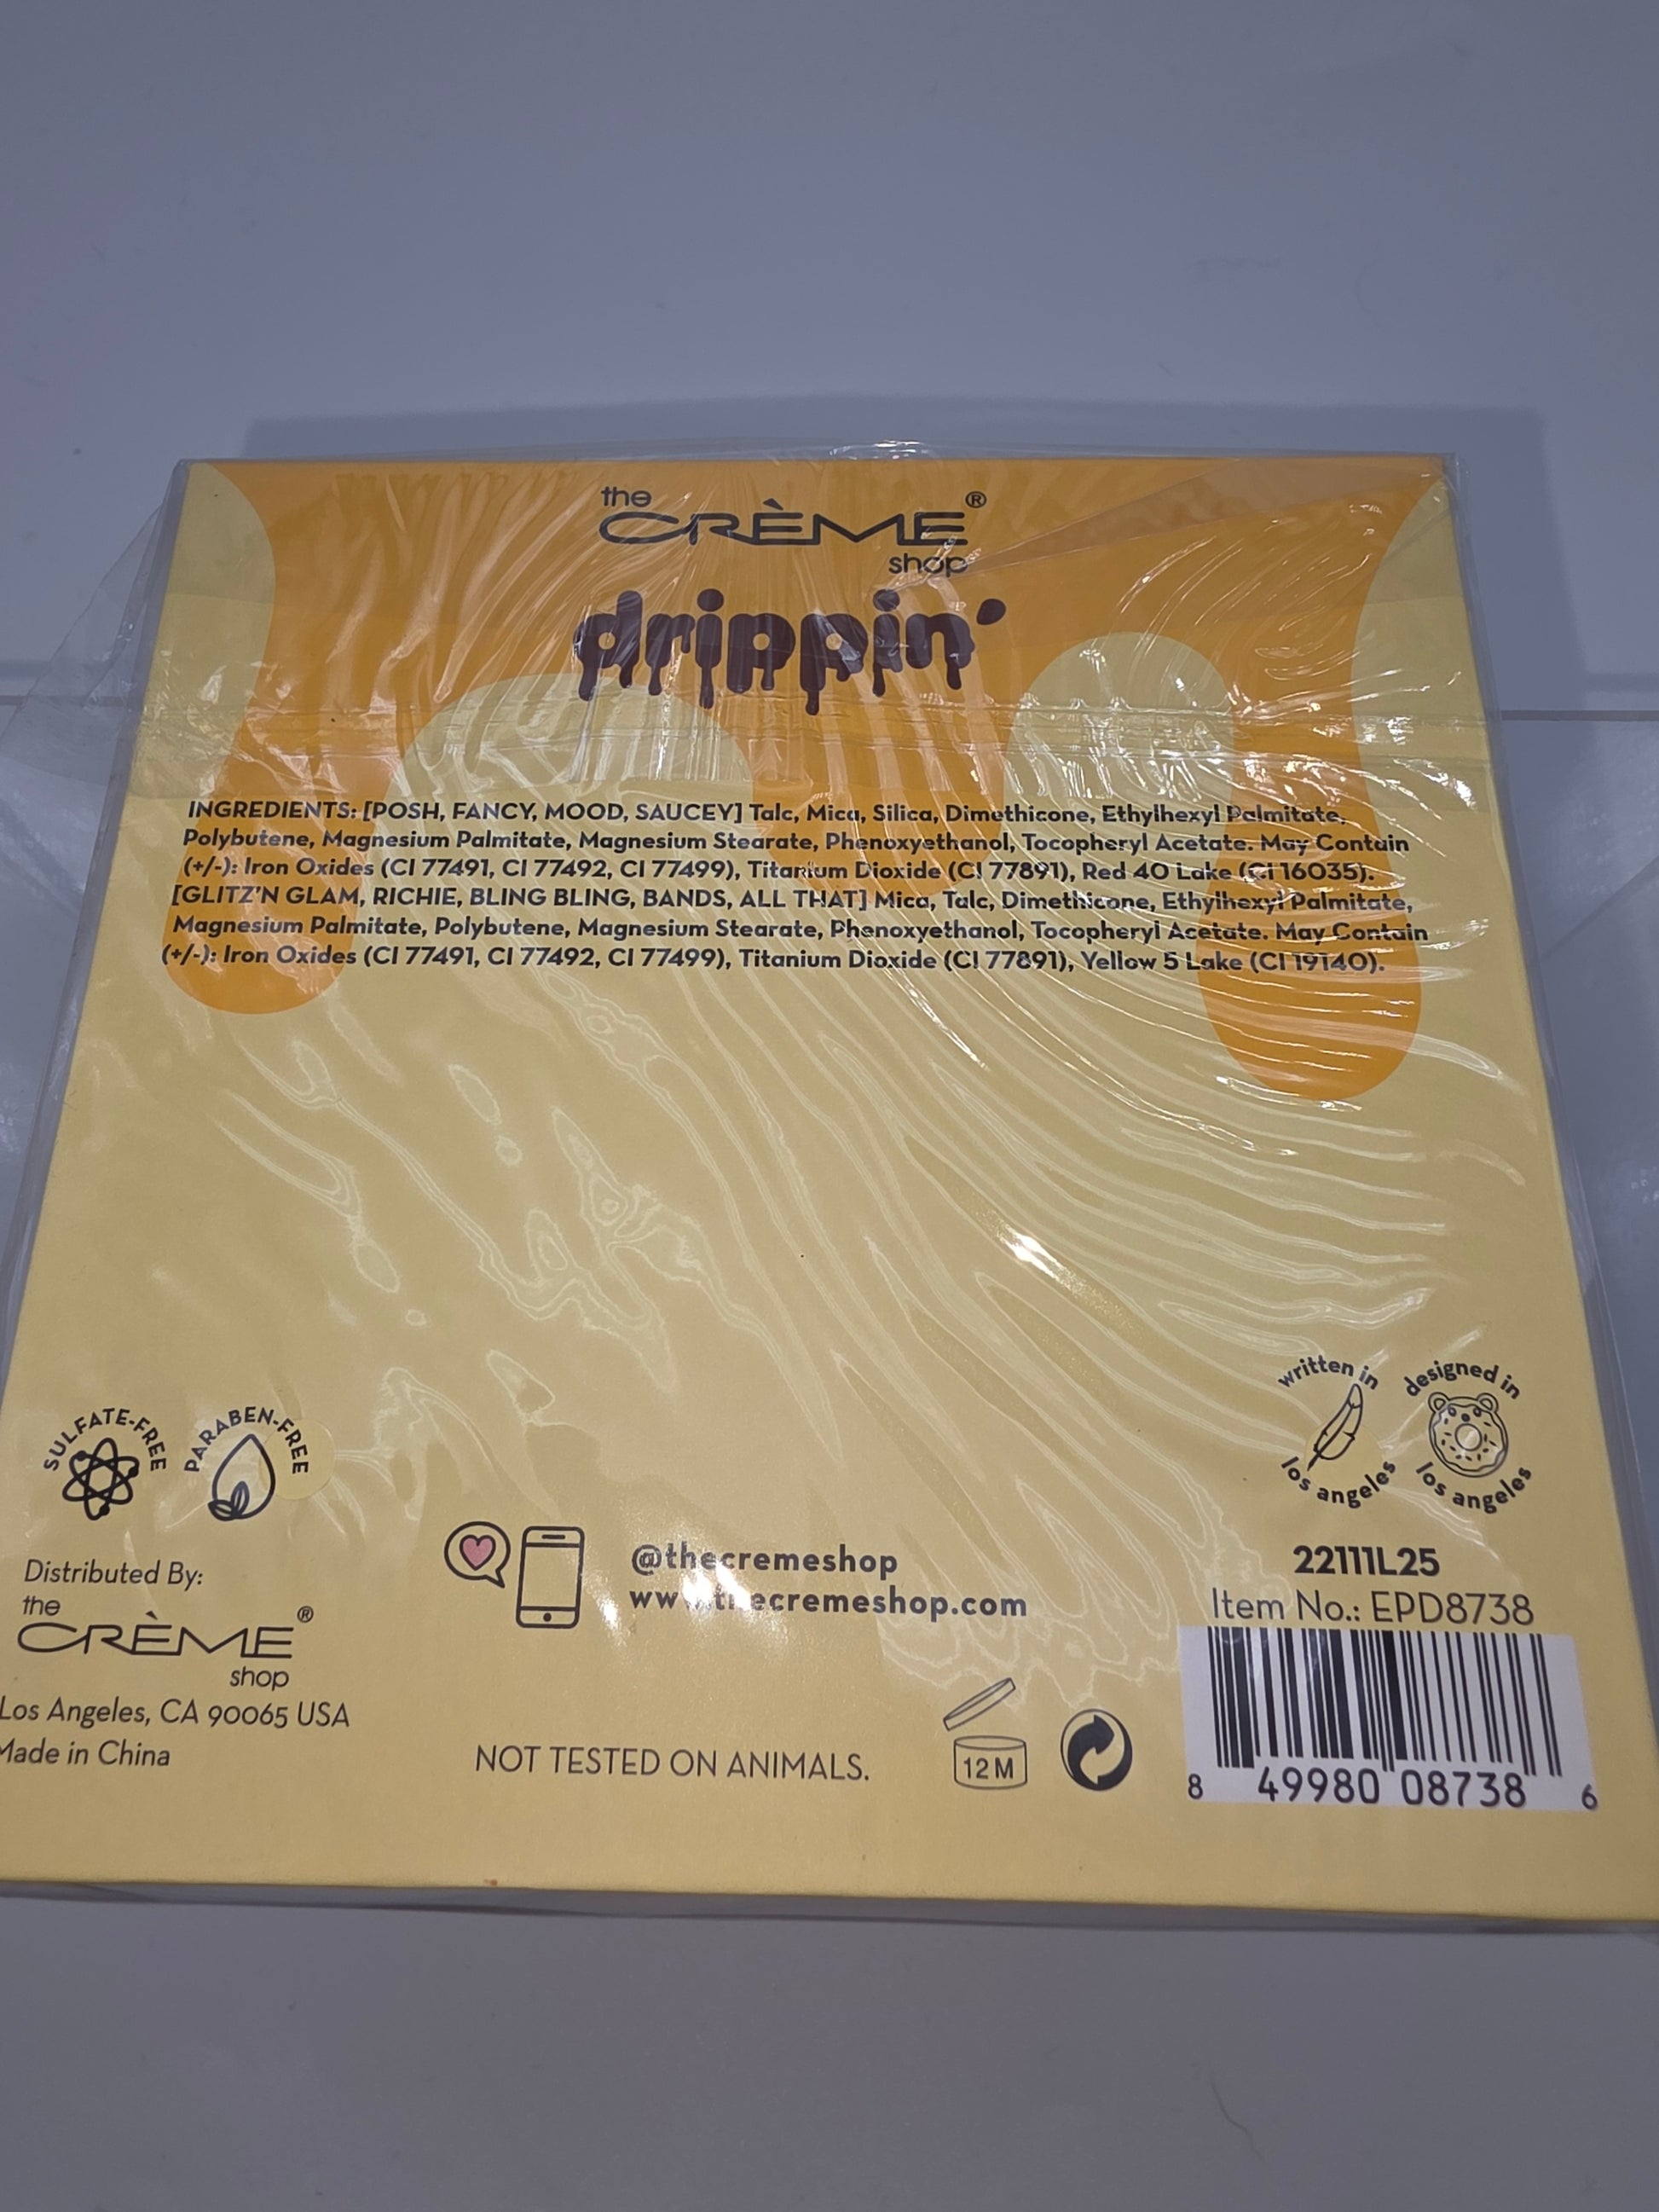 the
CRÈME®
shop
drippin'
INGREDIENTS: [POSH, FANCY, MOOD, SAUCEY] Talc, Mica, Silica, Dimethicone, Ethylhexyl Palmitate,
Polybutene, Magnesium Palmitate, Magnesium Stearate, Phenoxyethanol, Tocopheryl Acetate. May Contain
(+/-): Iron Oxides (CI 77491, CI 77492, CI 77499), Titanium Dioxide (CI 77891), Red 40 Lake (CI 16035).
[GLITZ'N GLAM, RICHIE, BLING BLING, BANDS, ALL THAT] Mica, Talc, Dimethicone, Ethylhexyl Palmitate,
Magnesium Palmitate, Polybutene, Magnesium Stearate, Phenoxyethanol, Tocopheryl Acetate. May Contain
(+/-): Iron Oxides (CI 77491, CI 77492, CI 77499), Titanium Dioxide (CI 77891), Yellow 5 Lake (CI 19140).
SULFATE-FREE
PARABEN-FREE
written in
los angeles
designed in
los angeles
Distributed By:
the
CRÈME®
shop
Los Angeles, CA 90065 USA
Made in China
@thecremeshop
www.thecremeshop.com
NOT TESTED ON ANIMALS.
12M
22111L25
Item No.: EPD8738
8 49980 08738 6